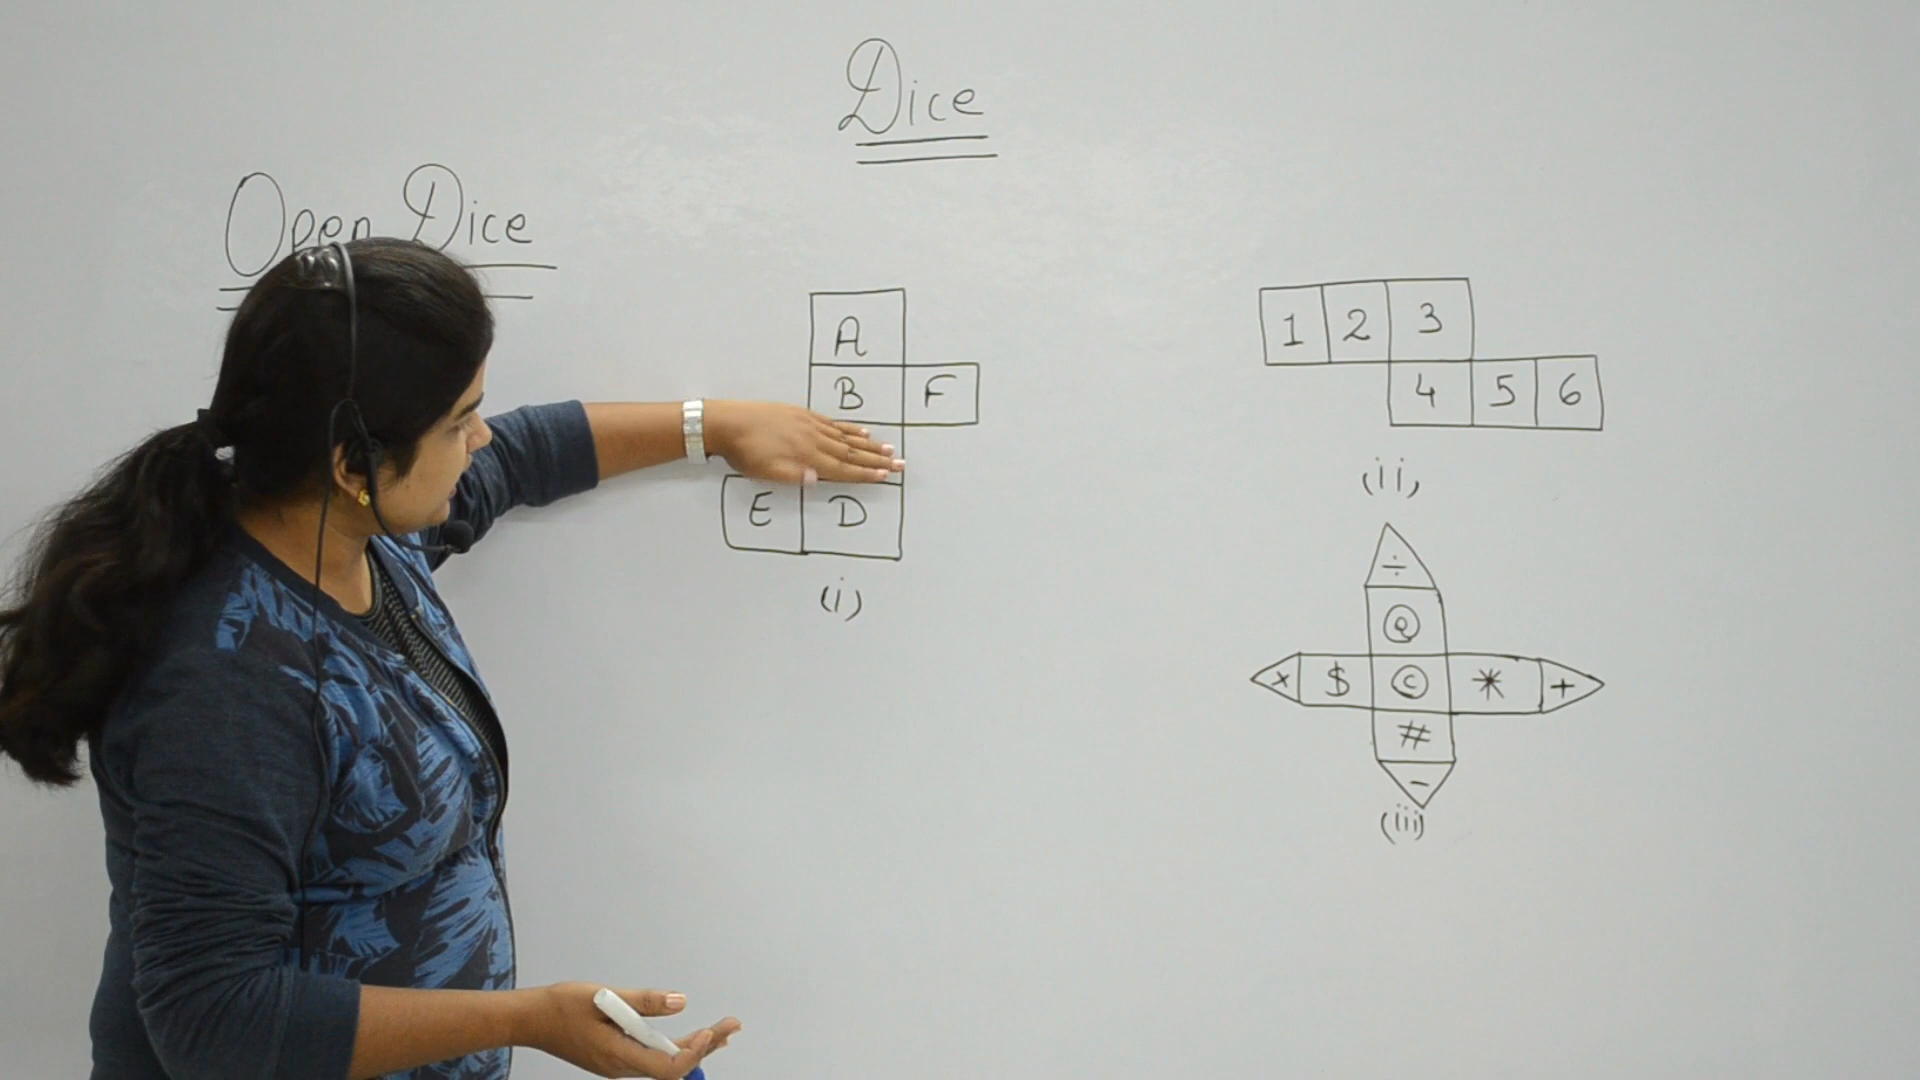 Dice
Open Dice
A
B F
E D
(i)
1 2 3
4 5 6
(ii)
÷
Q
× $ © * +
#
-
(iii)